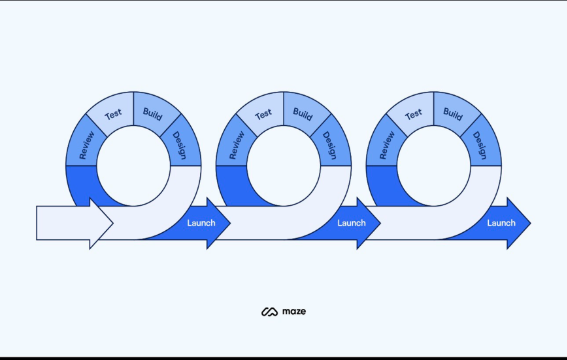 Review
Test
Build
Design
Launch
Review
Test
Build
Design
Launch
Review
Test
Build
Design
Launch
maze